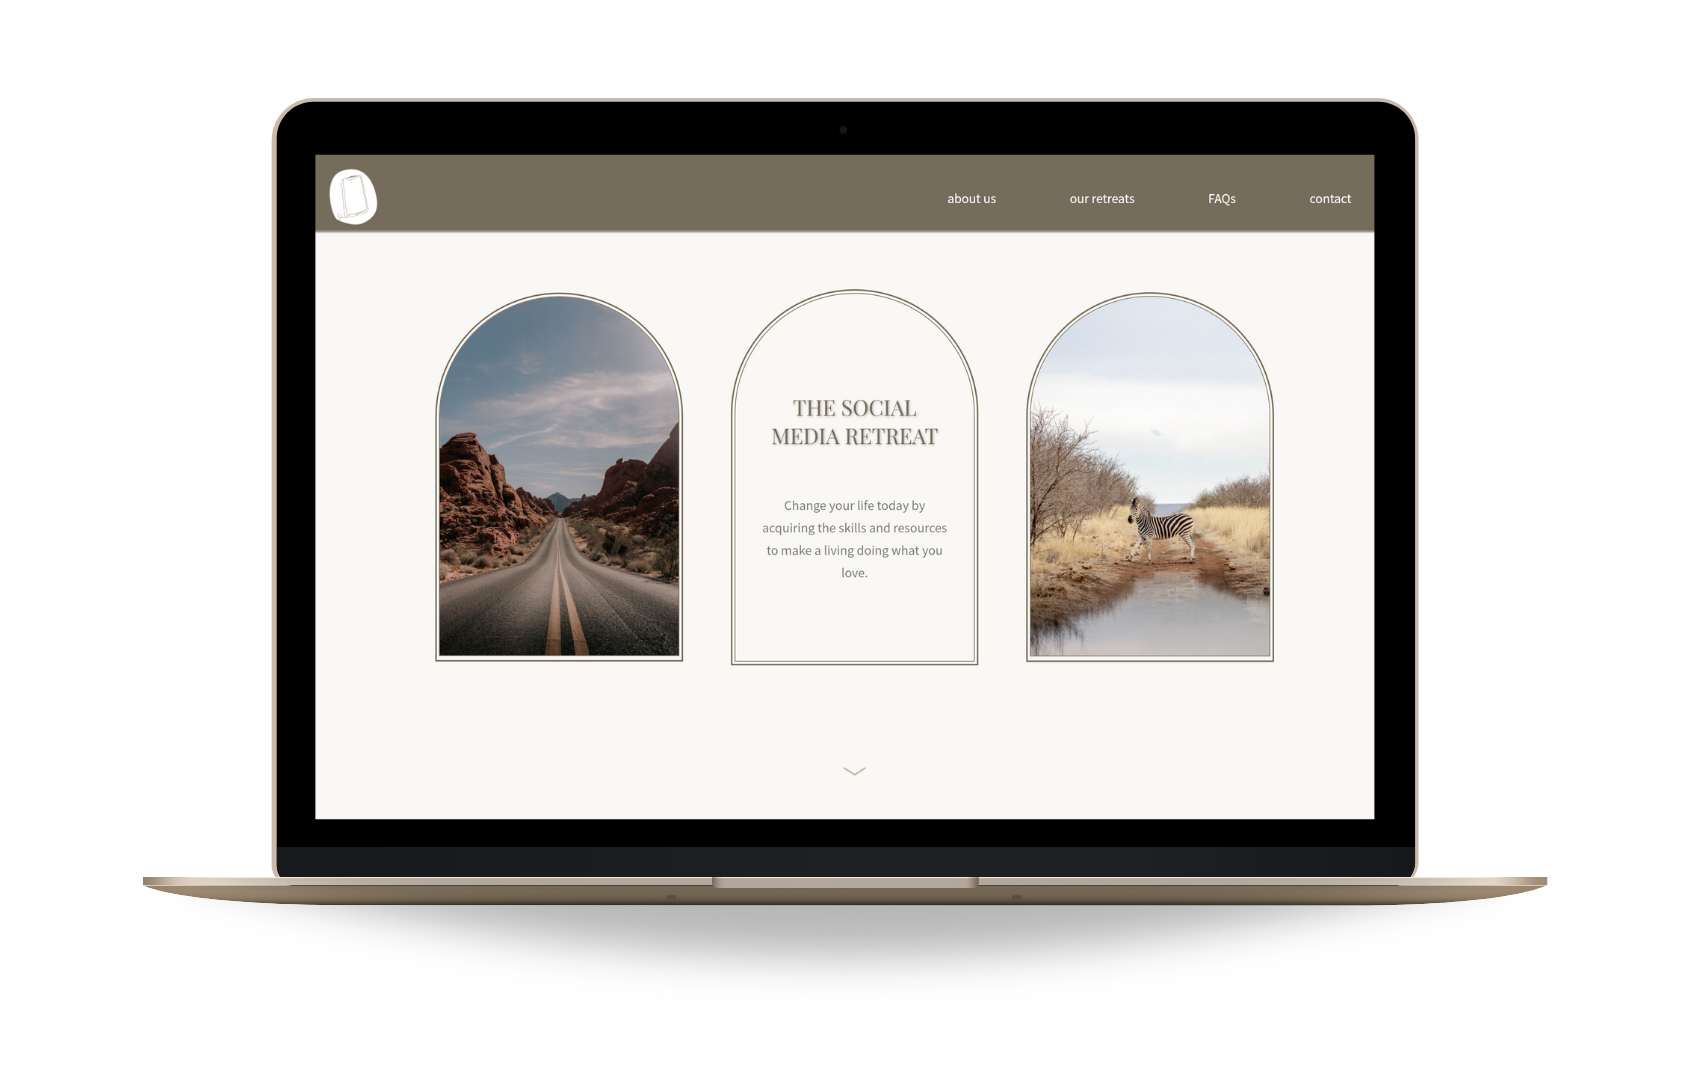 about us
our retreats
FAQs
contact
THE SOCIAL
MEDIA RETREAT
Change your life today by
acquiring the skills and resources
to make a living doing what you
love.